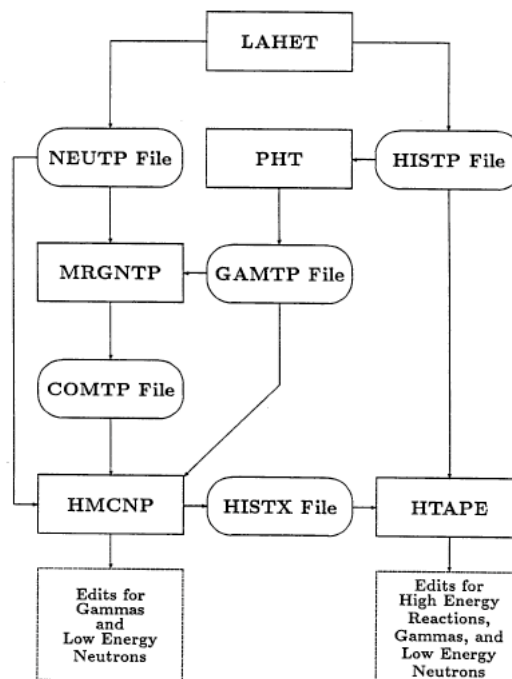 LAHET
NEUTP File
PHT
HISTP File
MRGNTP
GAMTP File
COMTP File
HMCNP
HISTX File
HTAPE
Edits for
Gammas
and
Low Energy
Neutrons
Edits for
High Energy
Reactions,
Gammas, and
Low Energy
Neutrons